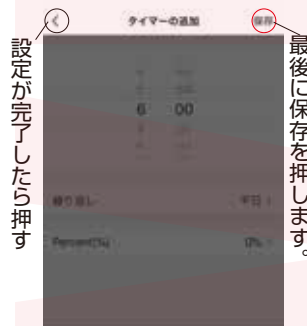 タイマーの追加
保存
設定が完了したら押す
最後に保存を押します。
6 00
繰り返し 平日
Percent(%) 0%